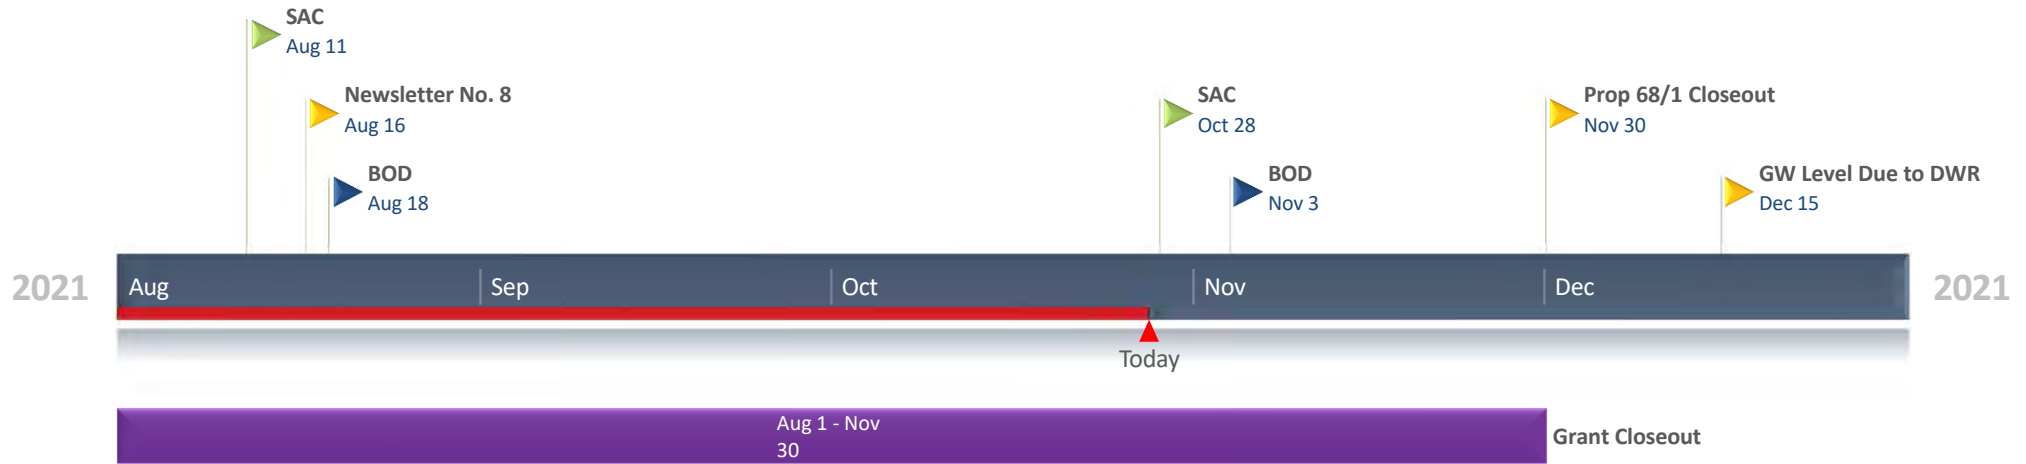 SAC
Aug 11
Newsletter No. 8
Aug 16
BOD
Aug 18
SAC
Oct 28
BOD
Nov 3
Prop 68/1 Closeout
Nov 30
GW Level Due to DWR
Dec 15
2021
Aug
Sep
Oct
Nov
Dec
2021
Today
Aug 1 - Nov
30
Grant Closeout